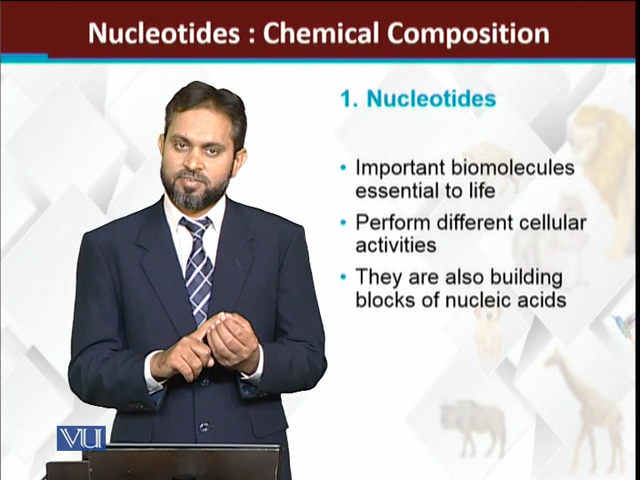 Nucleotides : Chemical Composition
1. Nucleotides
• Important biomolecules
essential to life
• Perform different cellular
activities
• They are also building
blocks of nucleic acids
VU